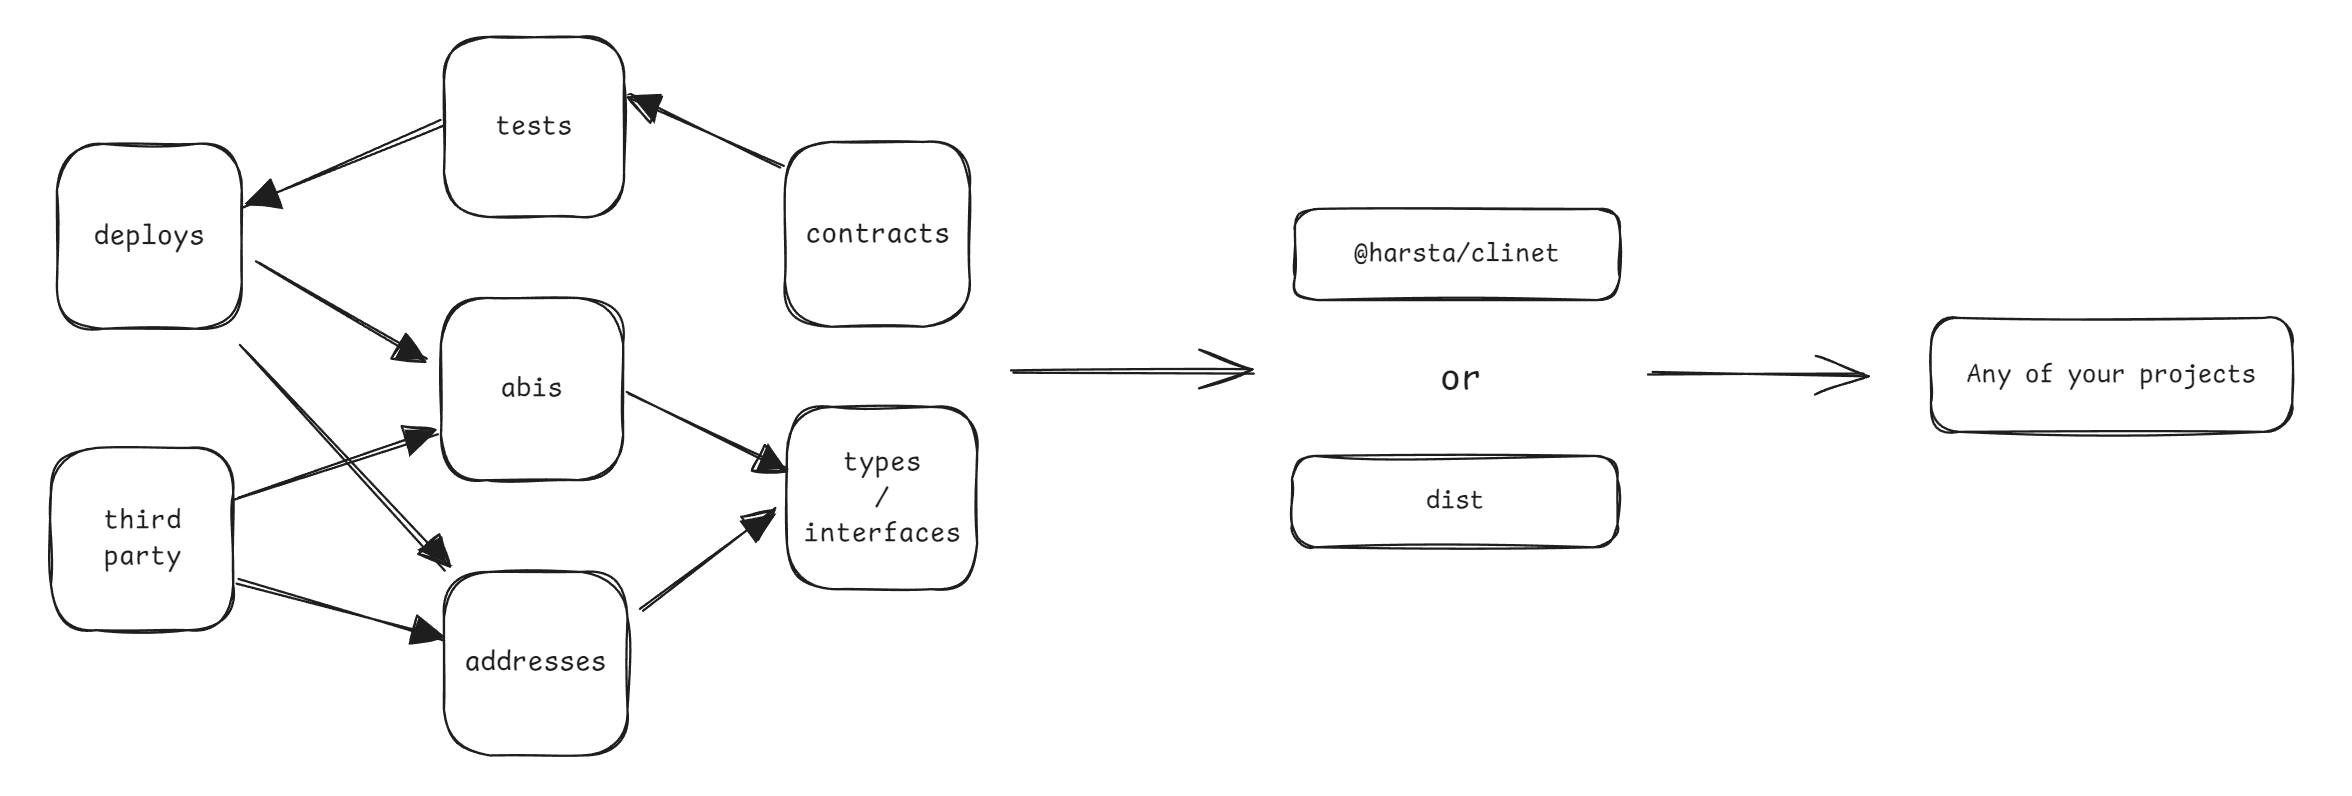 tests
deploys
contracts
@harsta/clinet
abis
or
Any of your projects
types
/
interfaces
third
party
dist
addresses